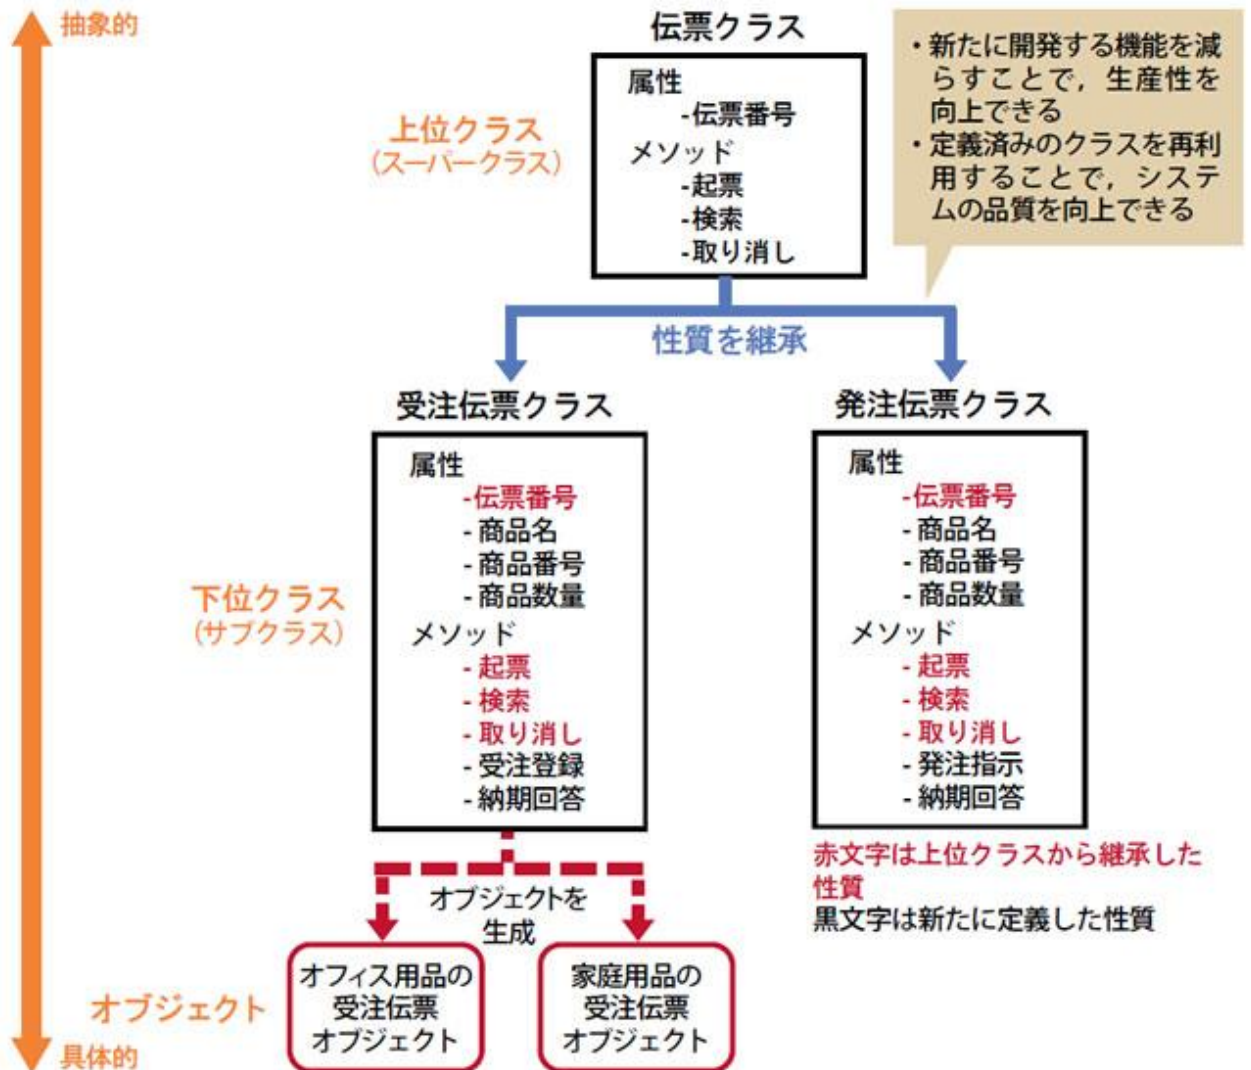 抽象的
伝票クラス
属性
-伝票番号
メソッド
-起票
-検索
-取り消し
上位クラス
(スーパークラス)
・新たに開発する機能を減
らすことで，生産性を
向上できる
・定義済みのクラスを再利
用することで，システ
ムの品質を向上できる
性質を継承
受注伝票クラス
属性
-伝票番号
- 商品名
- 商品番号
- 商品数量
メソッド
- 起票
- 検索
- 取り消し
- 受注登録
- 納期回答
発注伝票クラス
属性
-伝票番号
- 商品名
- 商品番号
- 商品数量
メソッド
- 起票
- 検索
- 取り消し
- 発注指示
- 納期回答
下位クラス
(サブクラス)
赤文字は上位クラスから継承した
性質
黒文字は新たに定義した性質
オブジェクトを
生成
オブジェクト
オフィス用品の
受注伝票
オブジェクト
家庭用品の
受注伝票
オブジェクト
具体的